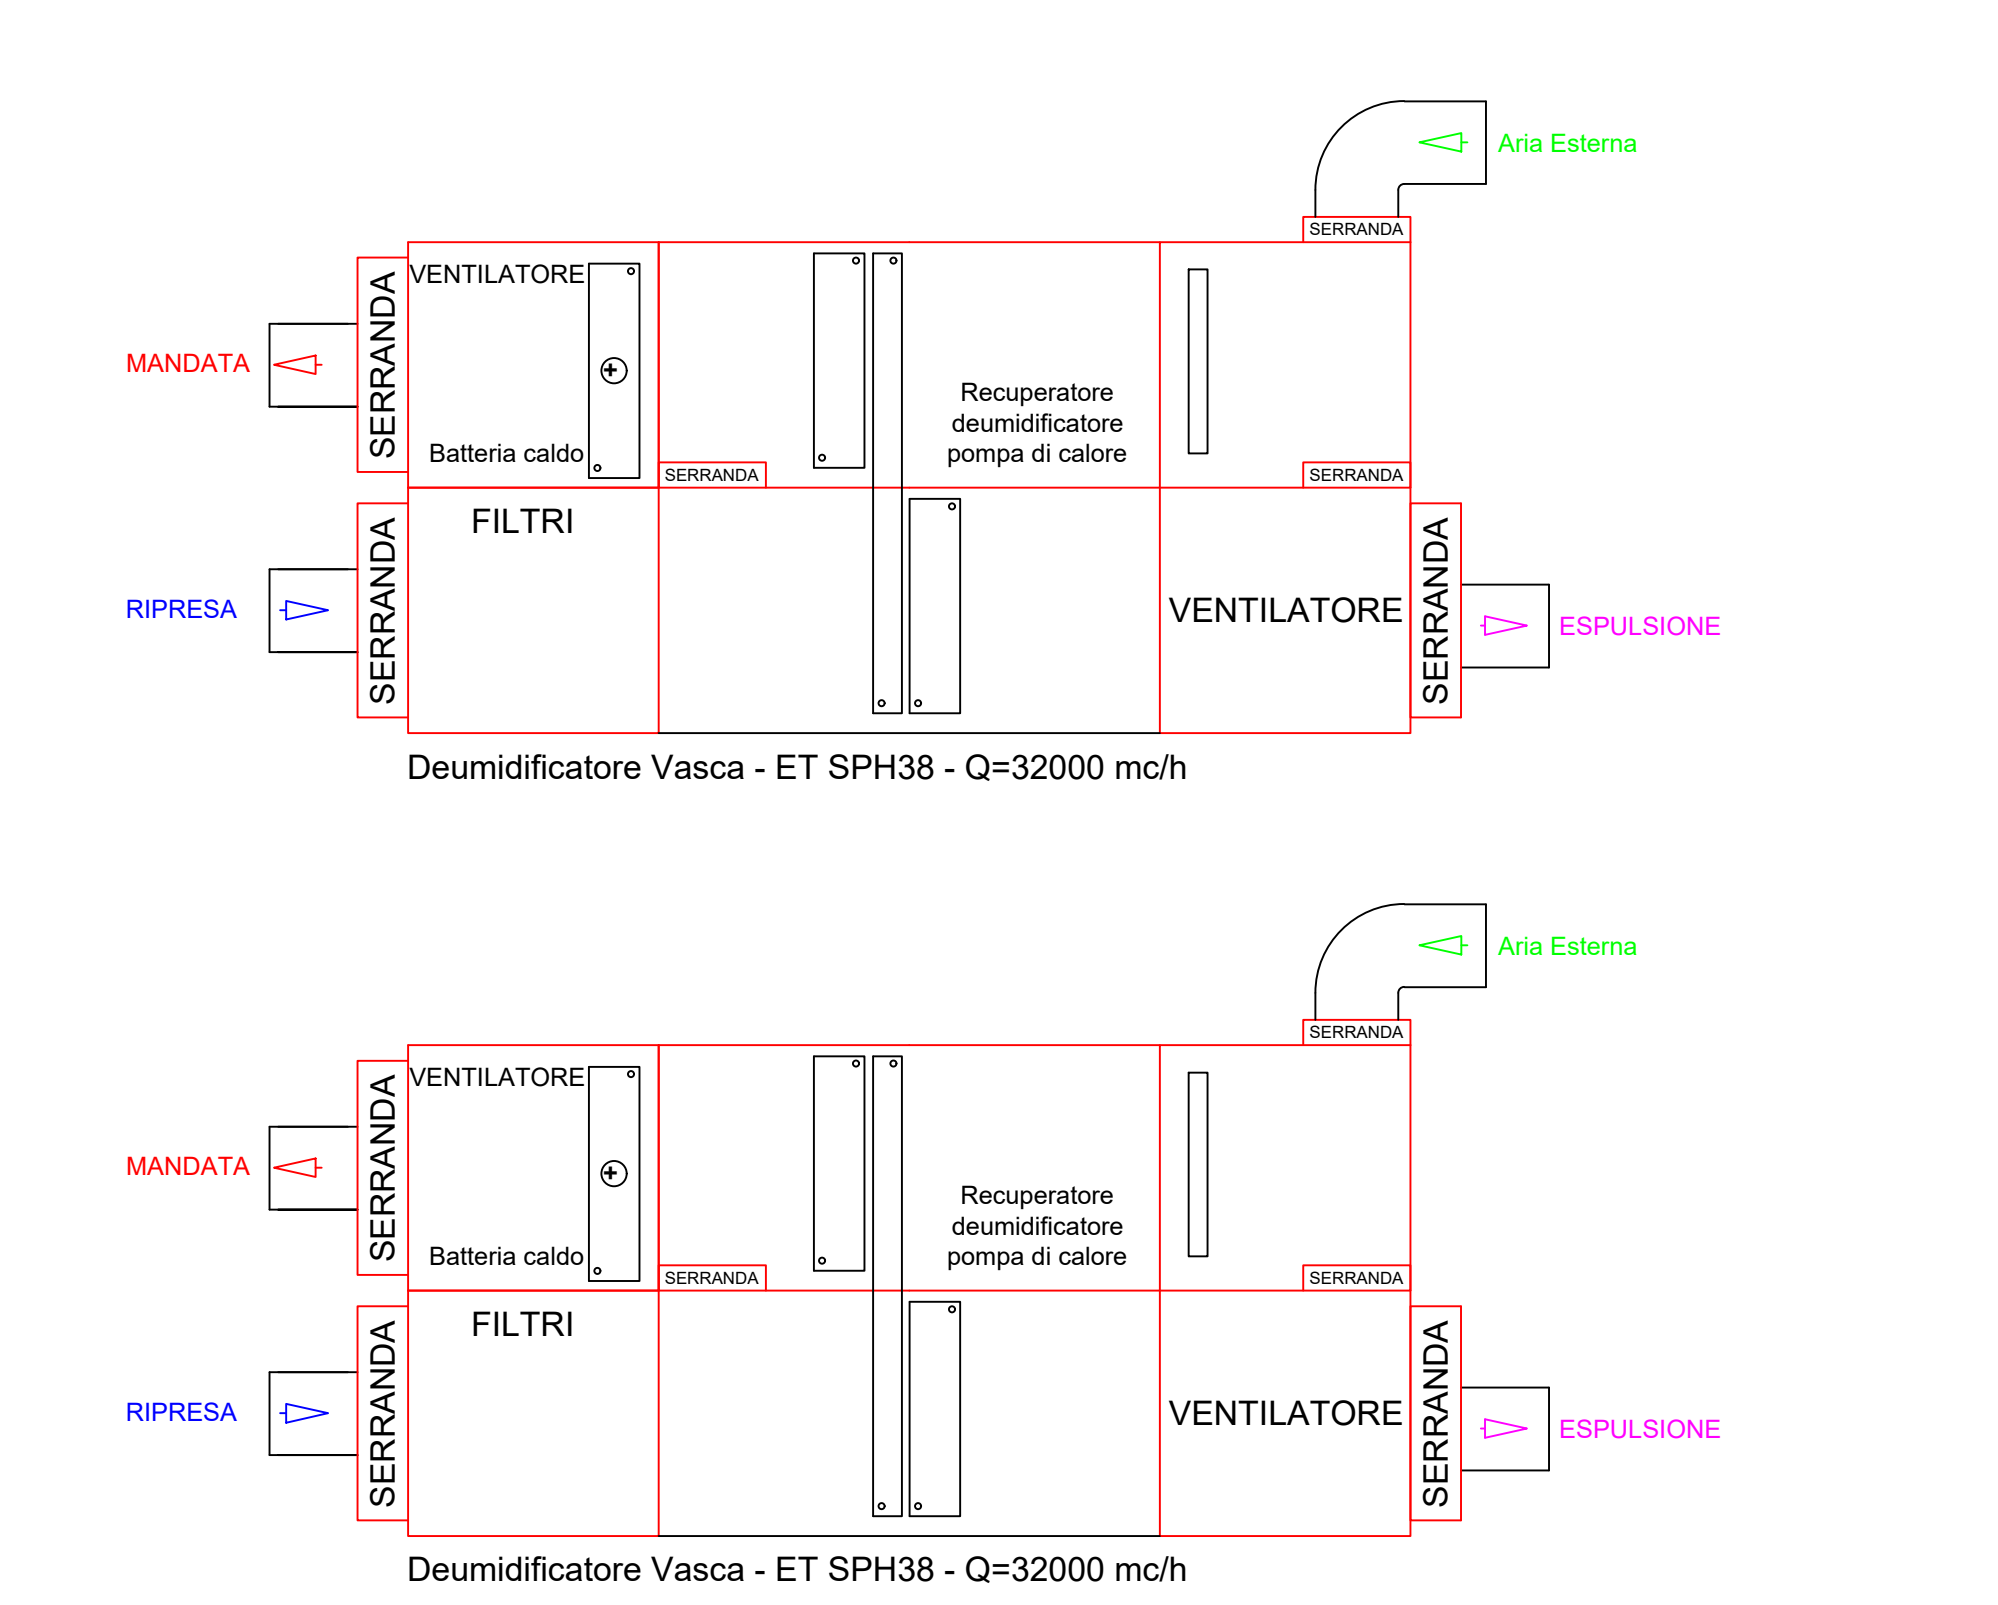 Aria Esterna
SERRANDA
VENTILATORE
SERRANDA
MANDATA
Recuperatore
deumidificatore
pompa di calore
Batteria caldo
SERRANDA
SERRANDA
FILTRI
SERRANDA
RIPRESA
VENTILATORE
SERRANDA
ESPULSIONE
Deumidificatore Vasca - ET SPH38 - Q=32000 mc/h
Aria Esterna
SERRANDA
VENTILATORE
SERRANDA
MANDATA
Recuperatore
deumidificatore
pompa di calore
Batteria caldo
SERRANDA
SERRANDA
FILTRI
SERRANDA
RIPRESA
VENTILATORE
SERRANDA
ESPULSIONE
Deumidificatore Vasca - ET SPH38 - Q=32000 mc/h